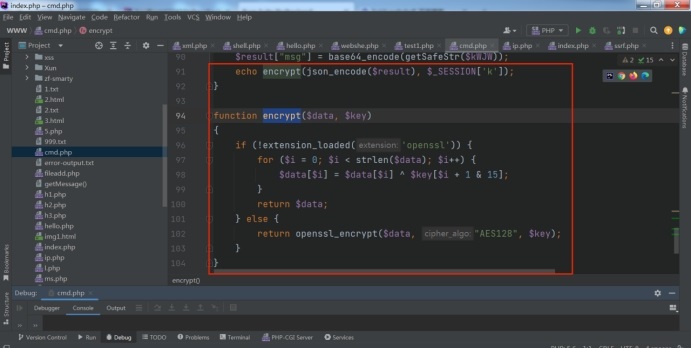 index.php – cmd.php
File Edit View Navigate Code Refactor Run Tools VCS Window Help
WWW cmd.php encrypt PHP
Project xml.php shell.php hello.php webshe.php test1.php cmd.php ip.php index.php ssrf.php
xss
Xun
zf-smarty
1.txt
2.html
2.txt
3.html
5.php
999.txt
cmd.php
error-output.txt
fileadd.php
getMessage()
h1.php
h2.php
h3.php
hello.php
img1.html
index.php
ip.php
l.php
ms.php
90 $result["msg"] = base64_encode(getSafeStr($kWJW));
91 echo encrypt(json_encode($result), $_SESSION['k']);
92 }
93
94 function encrypt($data, $key)
95 {
96 if (!extension_loaded( extension: 'openssl')) {
97 for ($i = 0; $i < strlen($data); $i++) {
98 $data[$i] = $data[$i] ^ $key[$i + 1 & 15];
99 }
100 return $data;
101 } else {
102 return openssl_encrypt($data, cipher_algo: "AES128", $key);
103 }
104 }
encrypt()
2 15
Project
Bookmarks
Structure
Database
Notifications
Debug: cmd.php
Debugger Console Output
Version Control Run Debug TODO Problems Terminal PHP-CGI Server Services